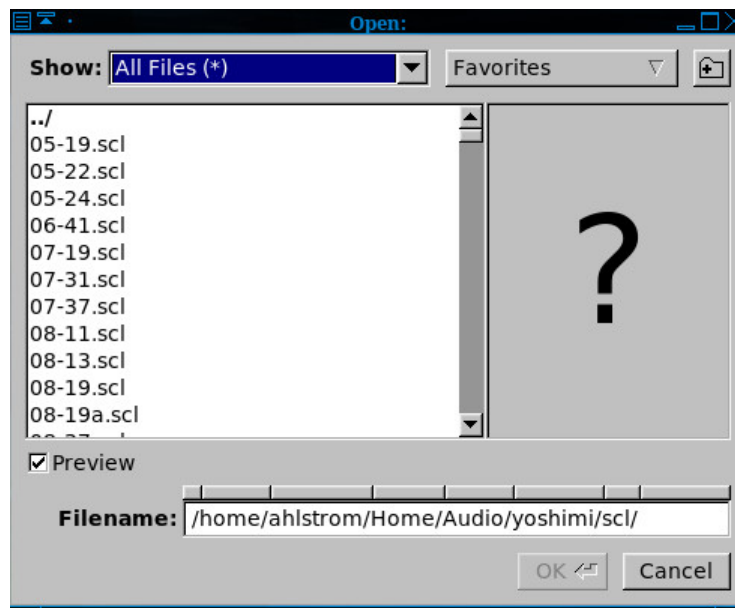 Open:
Show: All Files (*) Favorites
../
05-19.scl
05-22.scl
05-24.scl
06-41.scl
07-19.scl
07-31.scl
07-37.scl
08-11.scl
08-13.scl
08-19.scl
08-19a.scl
?
Preview
Filename: /home/ahlstrom/Home/Audio/yoshimi/scl/
OK Cancel